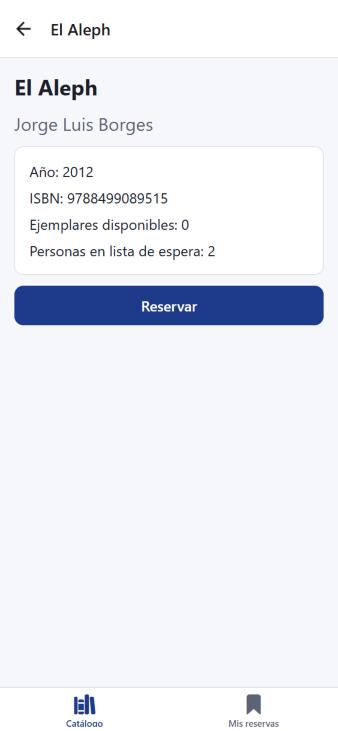 El Aleph
El Aleph
Jorge Luis Borges
Año: 2012
ISBN: 9788499089515
Ejemplares disponibles: 0
Personas en lista de espera: 2
Reservar
Catálogo
Mis reservas